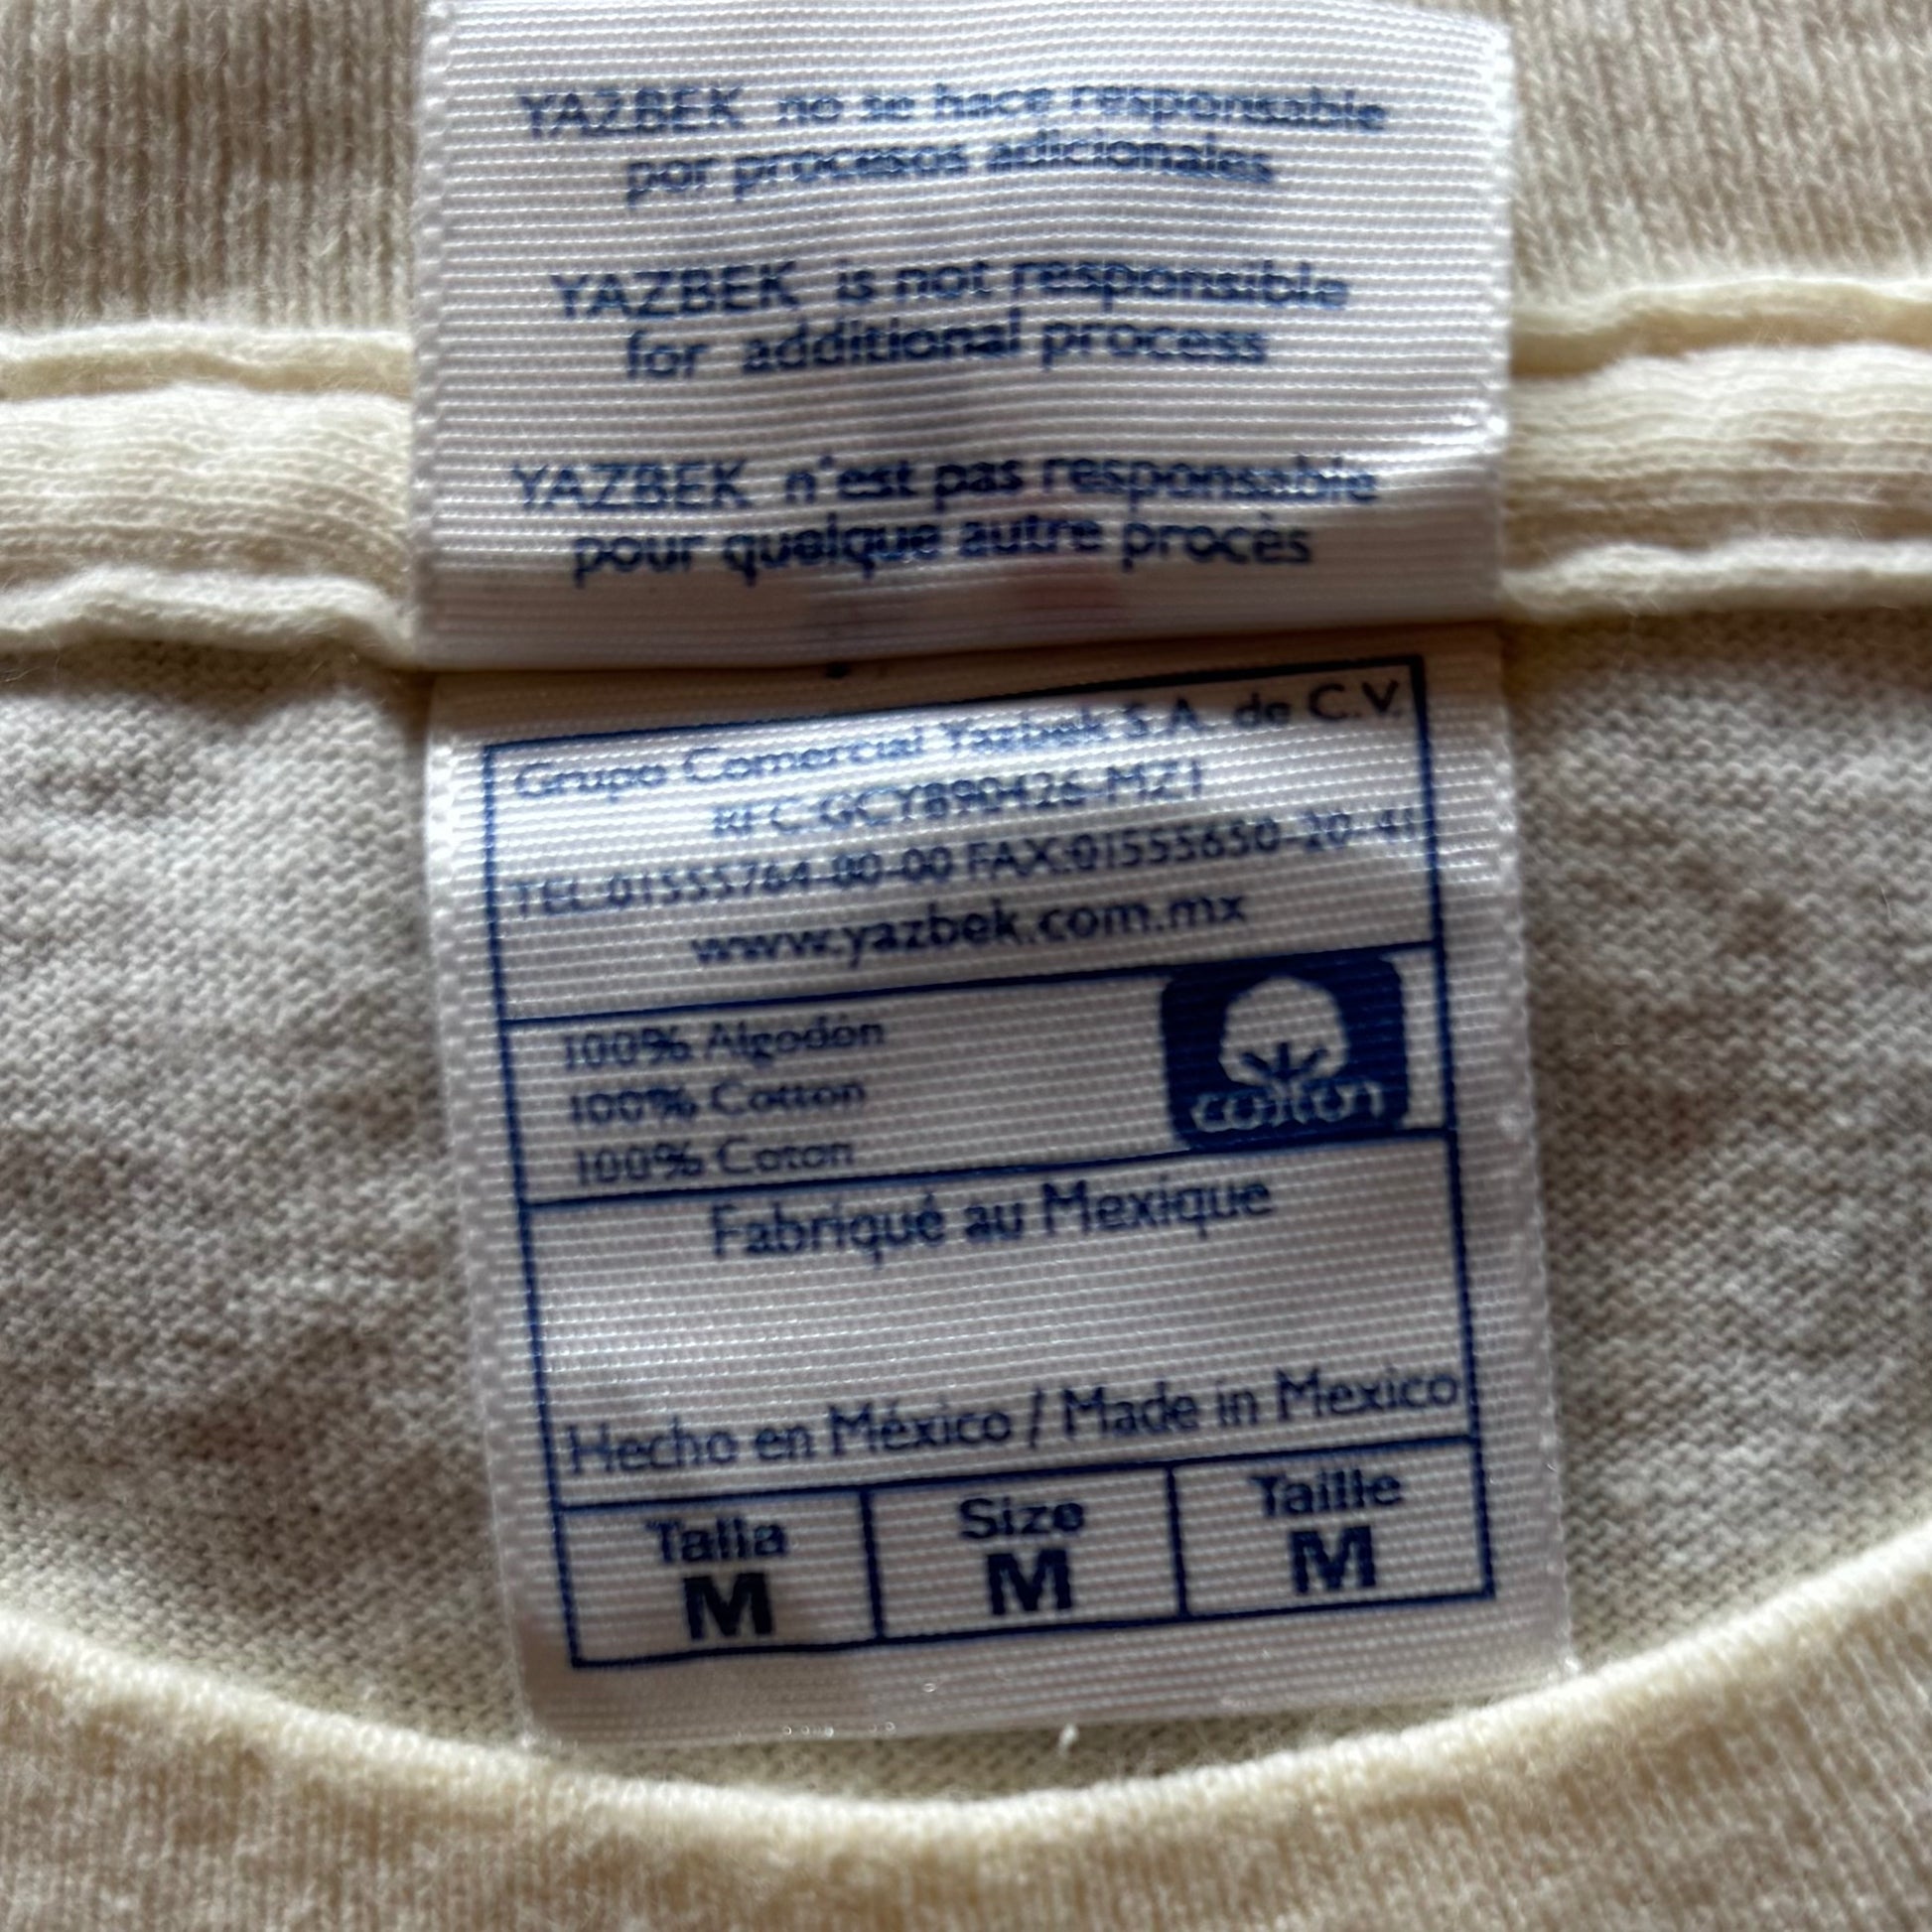 YAZBEK no se hace responsable
por procesos adicionales
YAZBEK is not responsible
for additional process
YAZBEK n'est pas responsable
pour quelque autre procès
Grupo Comercial Yazbek S.A. de C.V.
RFC:GCY890426-MZ1
TEL:01555764-00-00 FAX:01555650-20-41
www.yazbek.com.mx
100% Algodón
100% Cotton
100% Coton
cotton
Fabriqué au Mexique
Hecho en México / Made in Mexico
Talla Size Taille
M M M